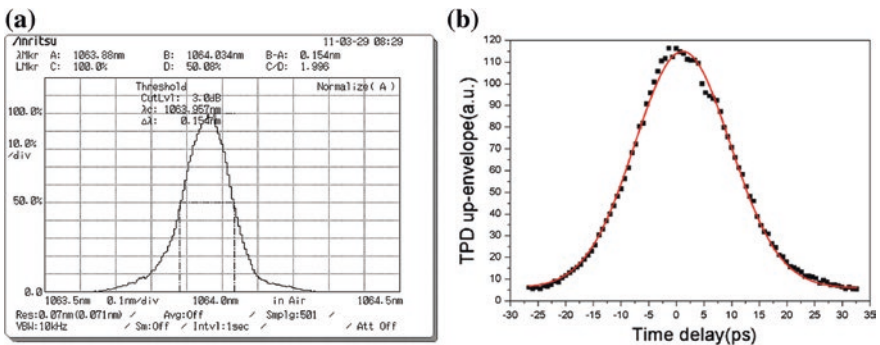 (a)
Anritsu 11-03-29 08:29
λMkr A: 1063.88nm B: 1064.034nm B-A: 0.154nm
LMkr C: 100.0% D: 50.08% C/D: 1.996
Threshold Normalize(A)
CutLvl: 3.0dB
λc: 1063.957nm
Δλ: 0.154nm
100.0%
10.0%
/div
50.0%
0.0
1063.5nm 0.1nm/div 1064.0nm in Air 1064.5nm
Res:0.07nm(0.071nm) / Avg:Off / Smplg:501 /
VBW:10kHz / Sm:Off / Intvl:1sec / / Att Off
(b)
TPD up-envelope(a.u.)
120
110
100
90
80
70
60
50
40
30
20
10
0
-30 -25 -20 -15 -10 -5 0 5 10 15 20 25 30 35
Time delay(ps)